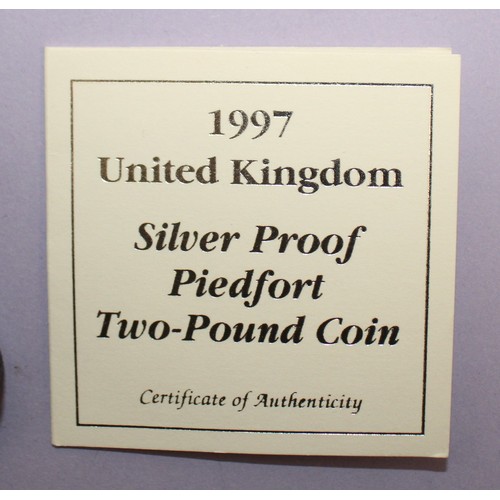 1997
United Kingdom
Silver Proof
Piedfort
Two-Pound Coin
Certificate of Authenticity